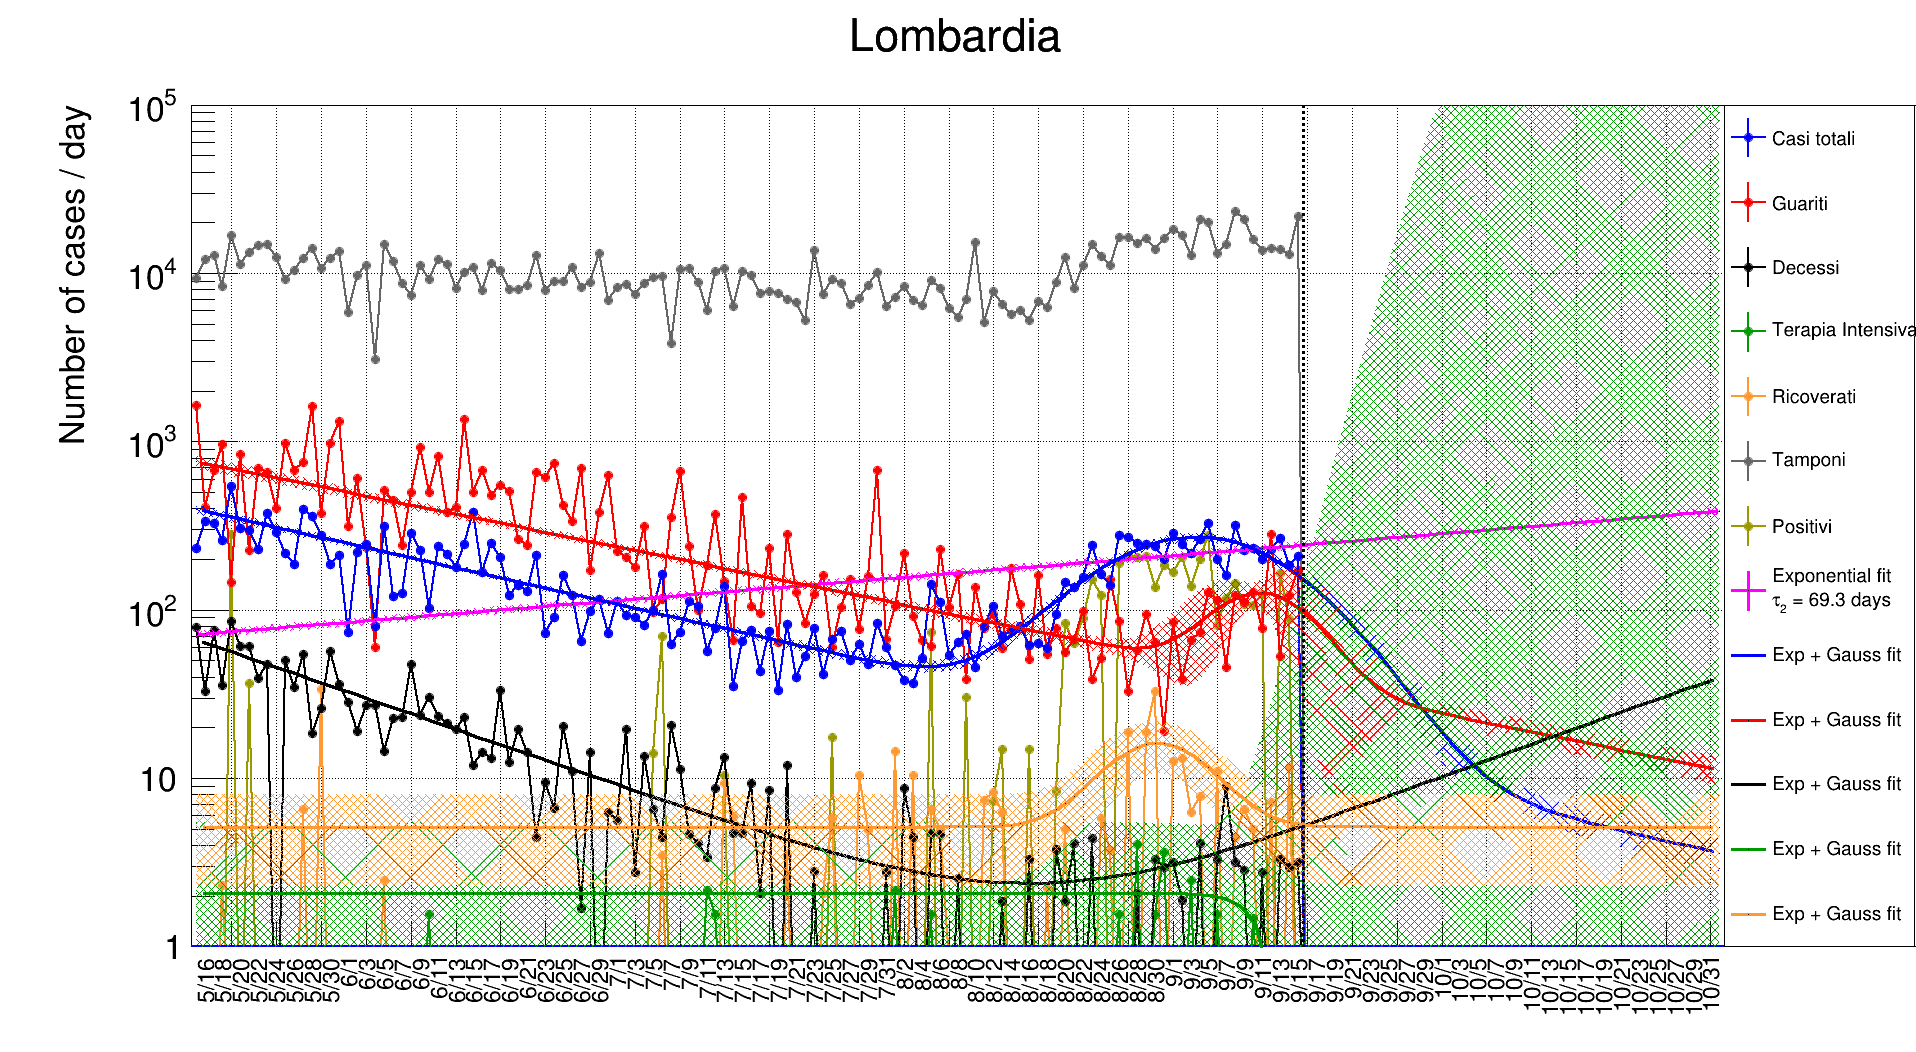 Lombardia
Number of cases / day
10^5
10^4
10^3
10^2
10
1
5/16 5/18 5/20 5/22 5/24 5/26 5/28 5/30 6/1 6/3 6/5 6/7 6/9 6/11 6/13 6/15 6/17 6/19 6/21 6/23 6/25 6/27 6/29 7/1 7/3 7/5 7/7 7/9 7/11 7/13 7/15 7/17 7/19 7/21 7/23 7/25 7/27 7/29 7/31 8/2 8/4 8/6 8/8 8/10 8/12 8/14 8/16 8/18 8/20 8/22 8/24 8/26 8/28 8/30 9/1 9/3 9/5 9/7 9/9 9/11 9/13 9/15 9/17 9/19 9/21 9/23 9/25 9/27 9/29 10/1 10/3 10/5 10/7 10/9 10/11 10/13 10/15 10/17 10/19 10/21 10/23 10/25 10/27 10/29 10/31
Casi totali
Guariti
Decessi
Terapia Intensiva
Ricoverati
Tamponi
Positivi
Exponential fit
τ₂ = 69.3 days
Exp + Gauss fit
Exp + Gauss fit
Exp + Gauss fit
Exp + Gauss fit
Exp + Gauss fit